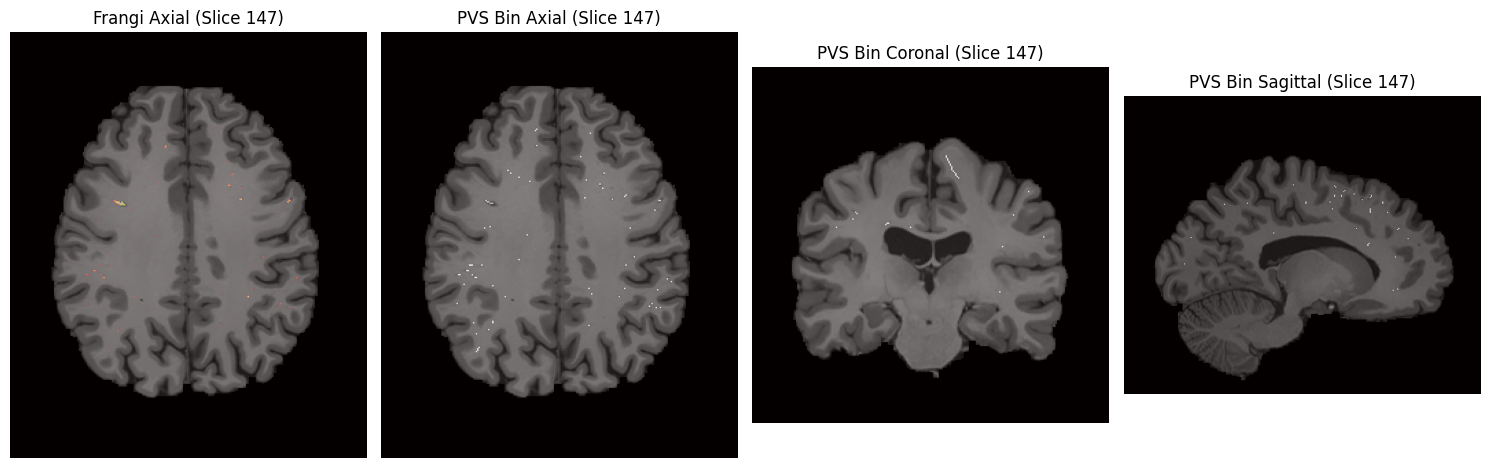 Frangi Axial (Slice 147)
PVS Bin Axial (Slice 147)
PVS Bin Coronal (Slice 147)
PVS Bin Sagittal (Slice 147)